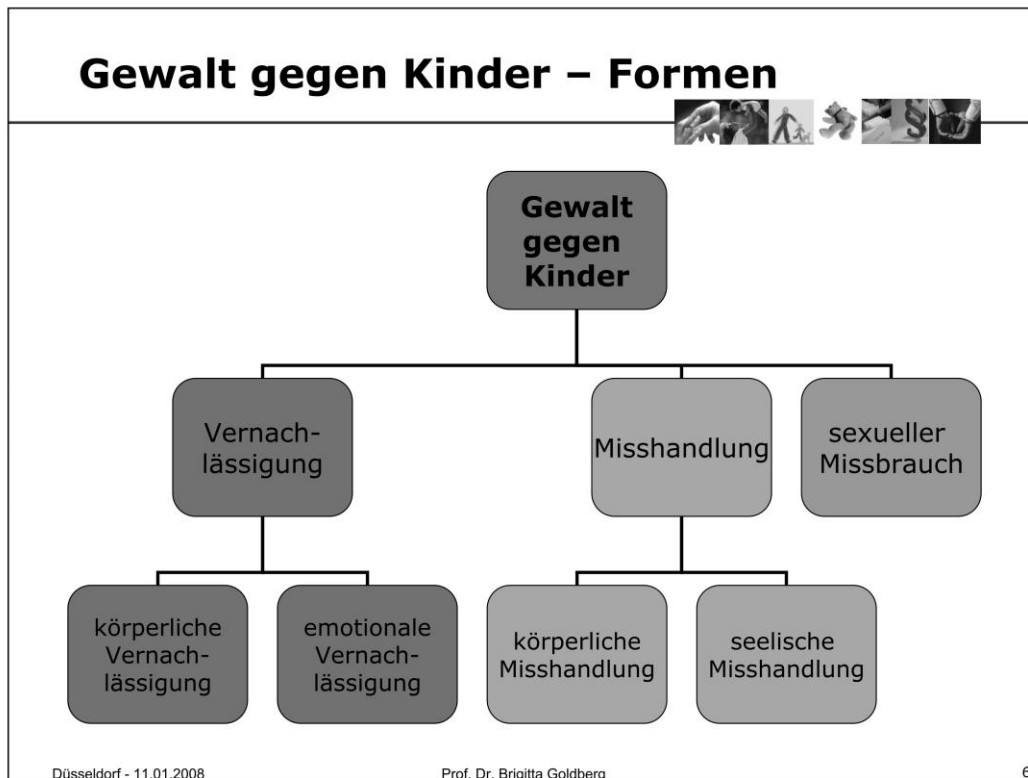 Gewalt gegen Kinder – Formen
Gewalt
gegen
Kinder
Vernach-
lässigung
Misshandlung
sexueller
Missbrauch
körperliche
Vernach-
lässigung
emotionale
Vernach-
lässigung
körperliche
Misshandlung
seelische
Misshandlung
Düsseldorf - 11.01.2008
Prof. Dr. Brigitta Goldberg
6